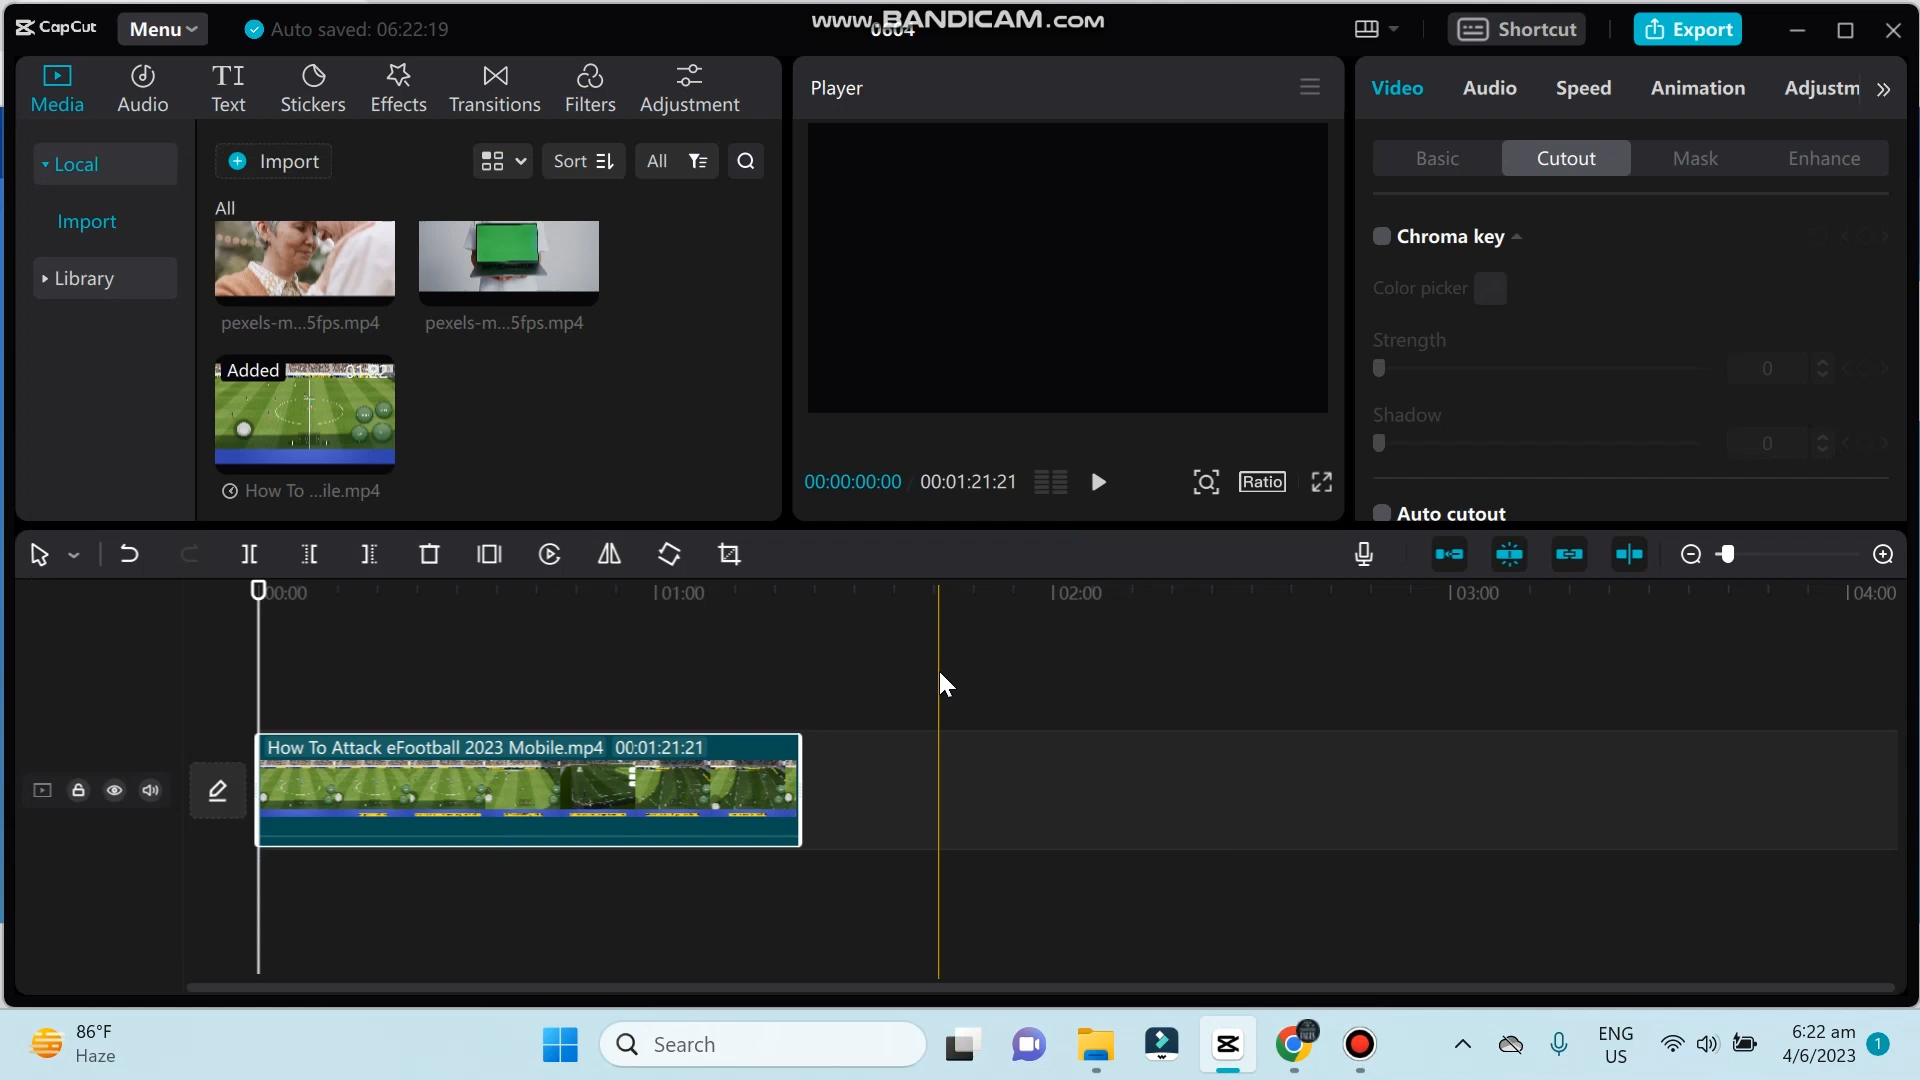 CapCut
Menu
Auto saved: 06:22:19
www.BANDICAM.com
0604
Shortcut
Export
Media
Audio
Text
Stickers
Effects
Transitions
Filters
Adjustment
Player
Video
Audio
Speed
Animation
Adjustm
Local
Import
Library
Import
Sort
All
All
pexels-m...5fps.mp4
pexels-m...5fps.mp4
Added
01:22
How To ...ile.mp4
00:00:00:00
00:01:21:21
Ratio
Basic
Cutout
Mask
Enhance
Chroma key
Color picker
Strength
0
Shadow
0
Auto cutout
00:00
01:00
02:00
03:00
04:00
How To Attack eFootball 2023 Mobile.mp4 00:01:21:21
86°F
Haze
Search
ENG
US
6:22 am
4/6/2023
1